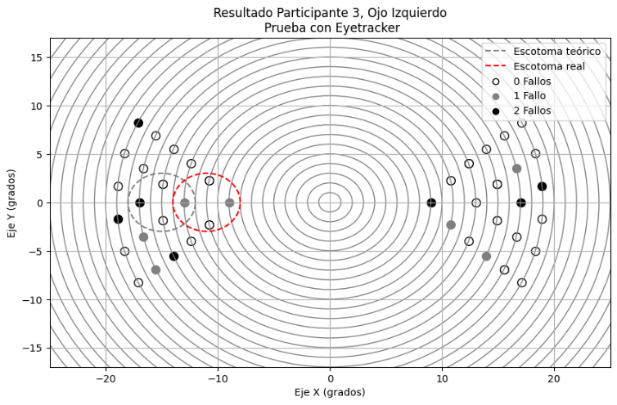 Resultado Participante 3, Ojo Izquierdo
Prueba con Eyetracker
Escotoma teórico
Escotoma real
0 Fallos
1 Fallo
2 Fallos
Eje Y (grados)
15
10
5
0
−5
−10
−15
−20
−10
0
10
20
Eje X (grados)